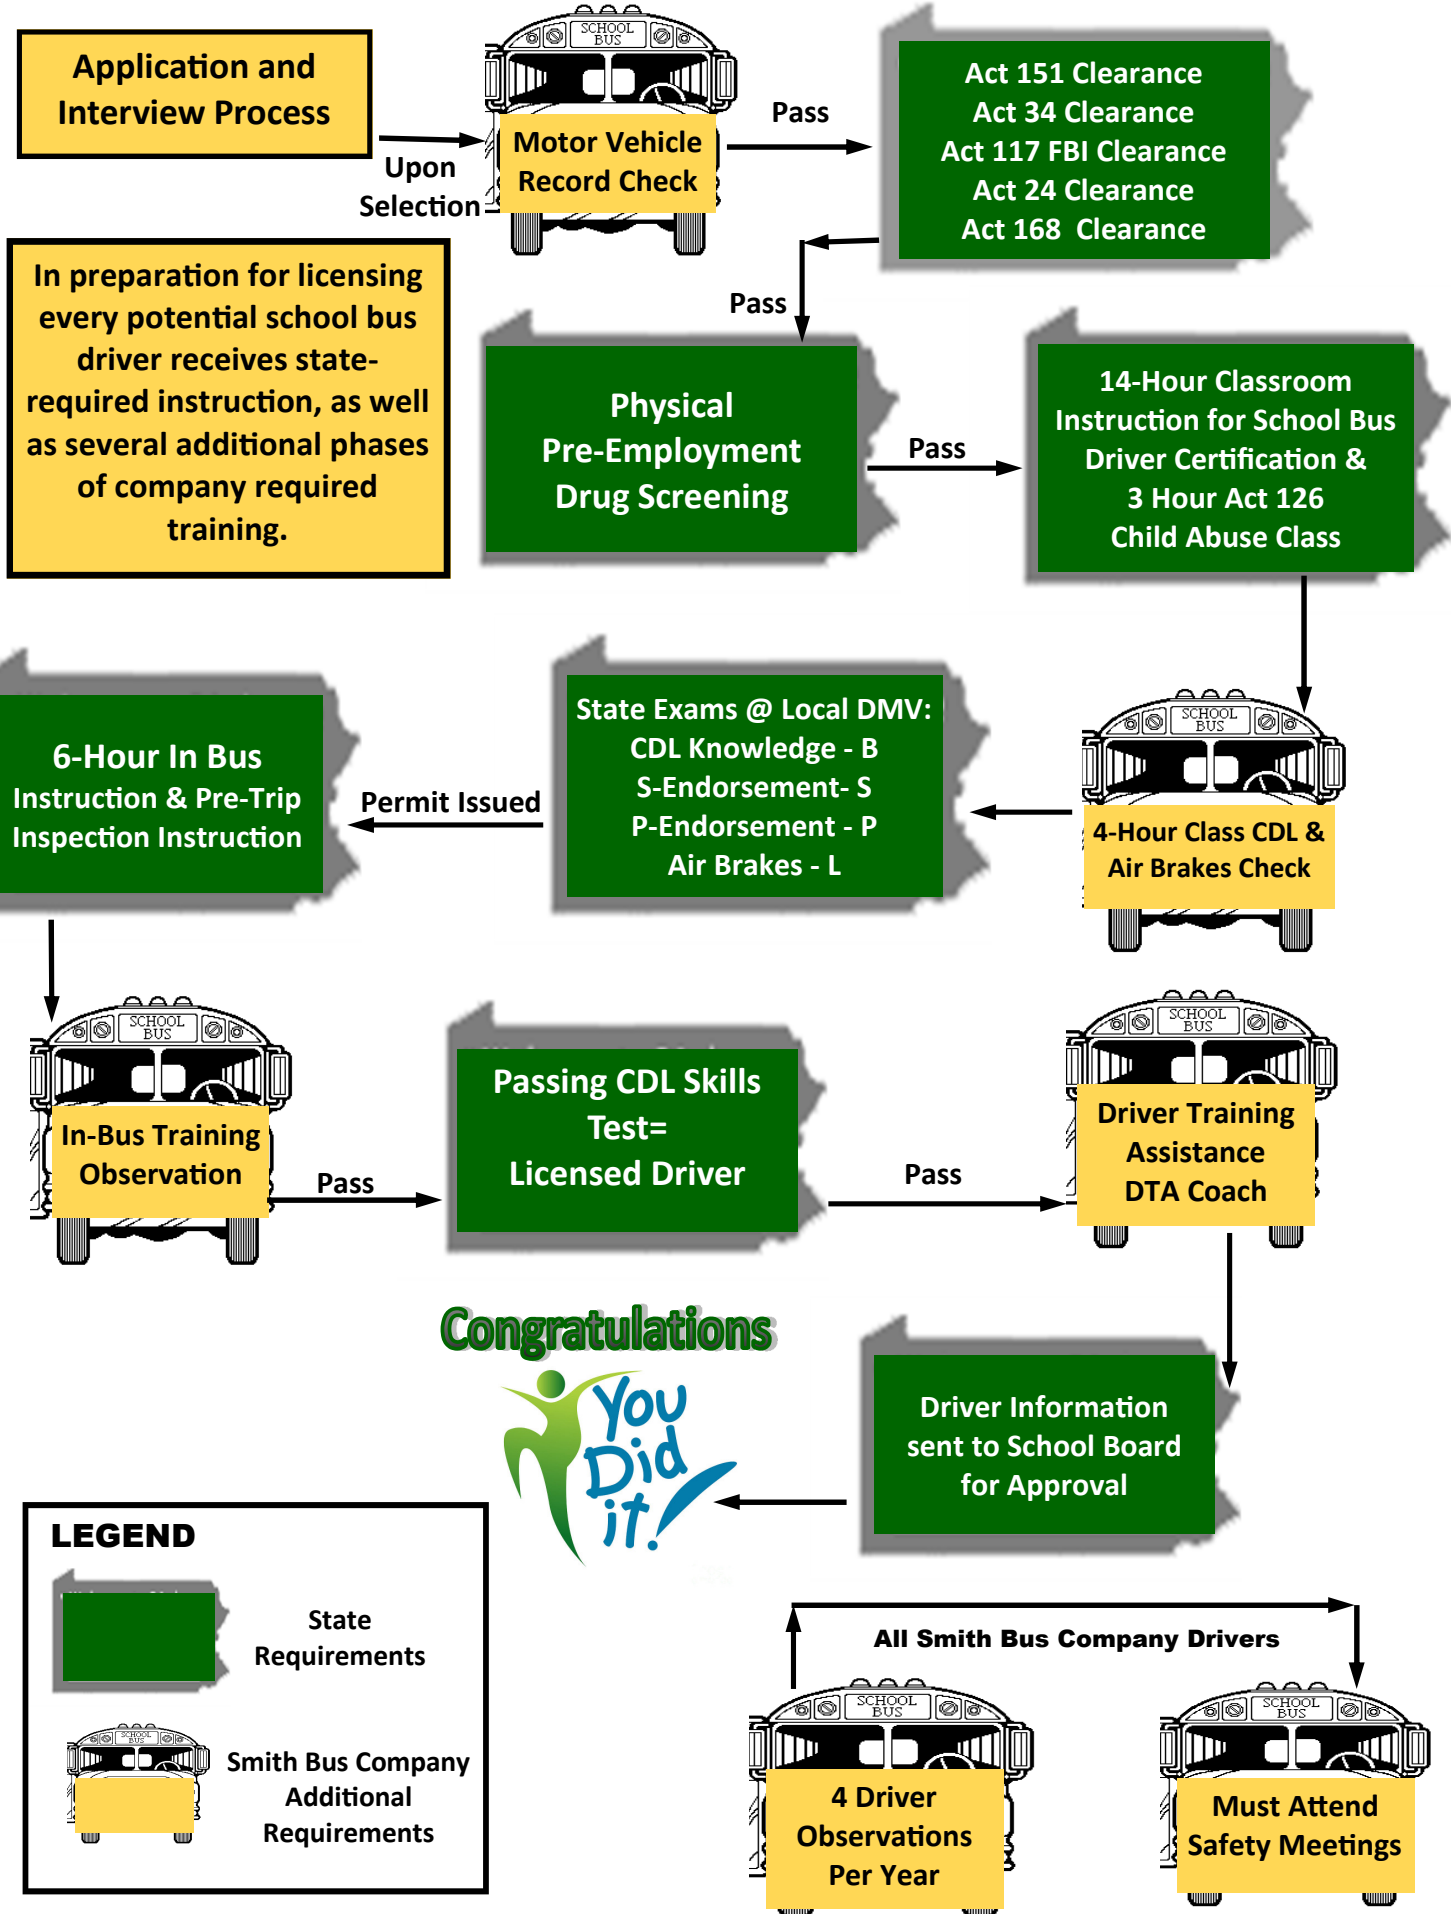 Application and
Interview Process
Upon
Selection
SCHOOL
BUS
Motor Vehicle
Record Check
Pass
Act 151 Clearance
Act 34 Clearance
Act 117 FBI Clearance
Act 24 Clearance
Act 168  Clearance
In preparation for licensing
every potential school bus
driver receives state-
required instruction, as well
as several additional phases
of company required
training.
Pass
Physical
Pre-Employment
Drug Screening
Pass
14-Hour Classroom
Instruction for School Bus
Driver Certification &
3 Hour Act 126
Child Abuse Class
SCHOOL
BUS
4-Hour Class CDL &
Air Brakes Check
State Exams @ Local DMV:
CDL Knowledge - B
S-Endorsement- S
P-Endorsement - P
Air Brakes - L
Permit Issued
6-Hour In Bus
Instruction & Pre-Trip
Inspection Instruction
SCHOOL
BUS
In-Bus Training
Observation
Pass
Passing CDL Skills
Test=
Licensed Driver
Pass
SCHOOL
BUS
Driver Training
Assistance
DTA Coach
Driver Information
sent to School Board
for Approval
Congratulations
You
Did
it!
LEGEND
State
Requirements
SCHOOL
BUS
Smith Bus Company
Additional
Requirements
All Smith Bus Company Drivers
SCHOOL
BUS
4 Driver
Observations
Per Year
SCHOOL
BUS
Must Attend
Safety Meetings